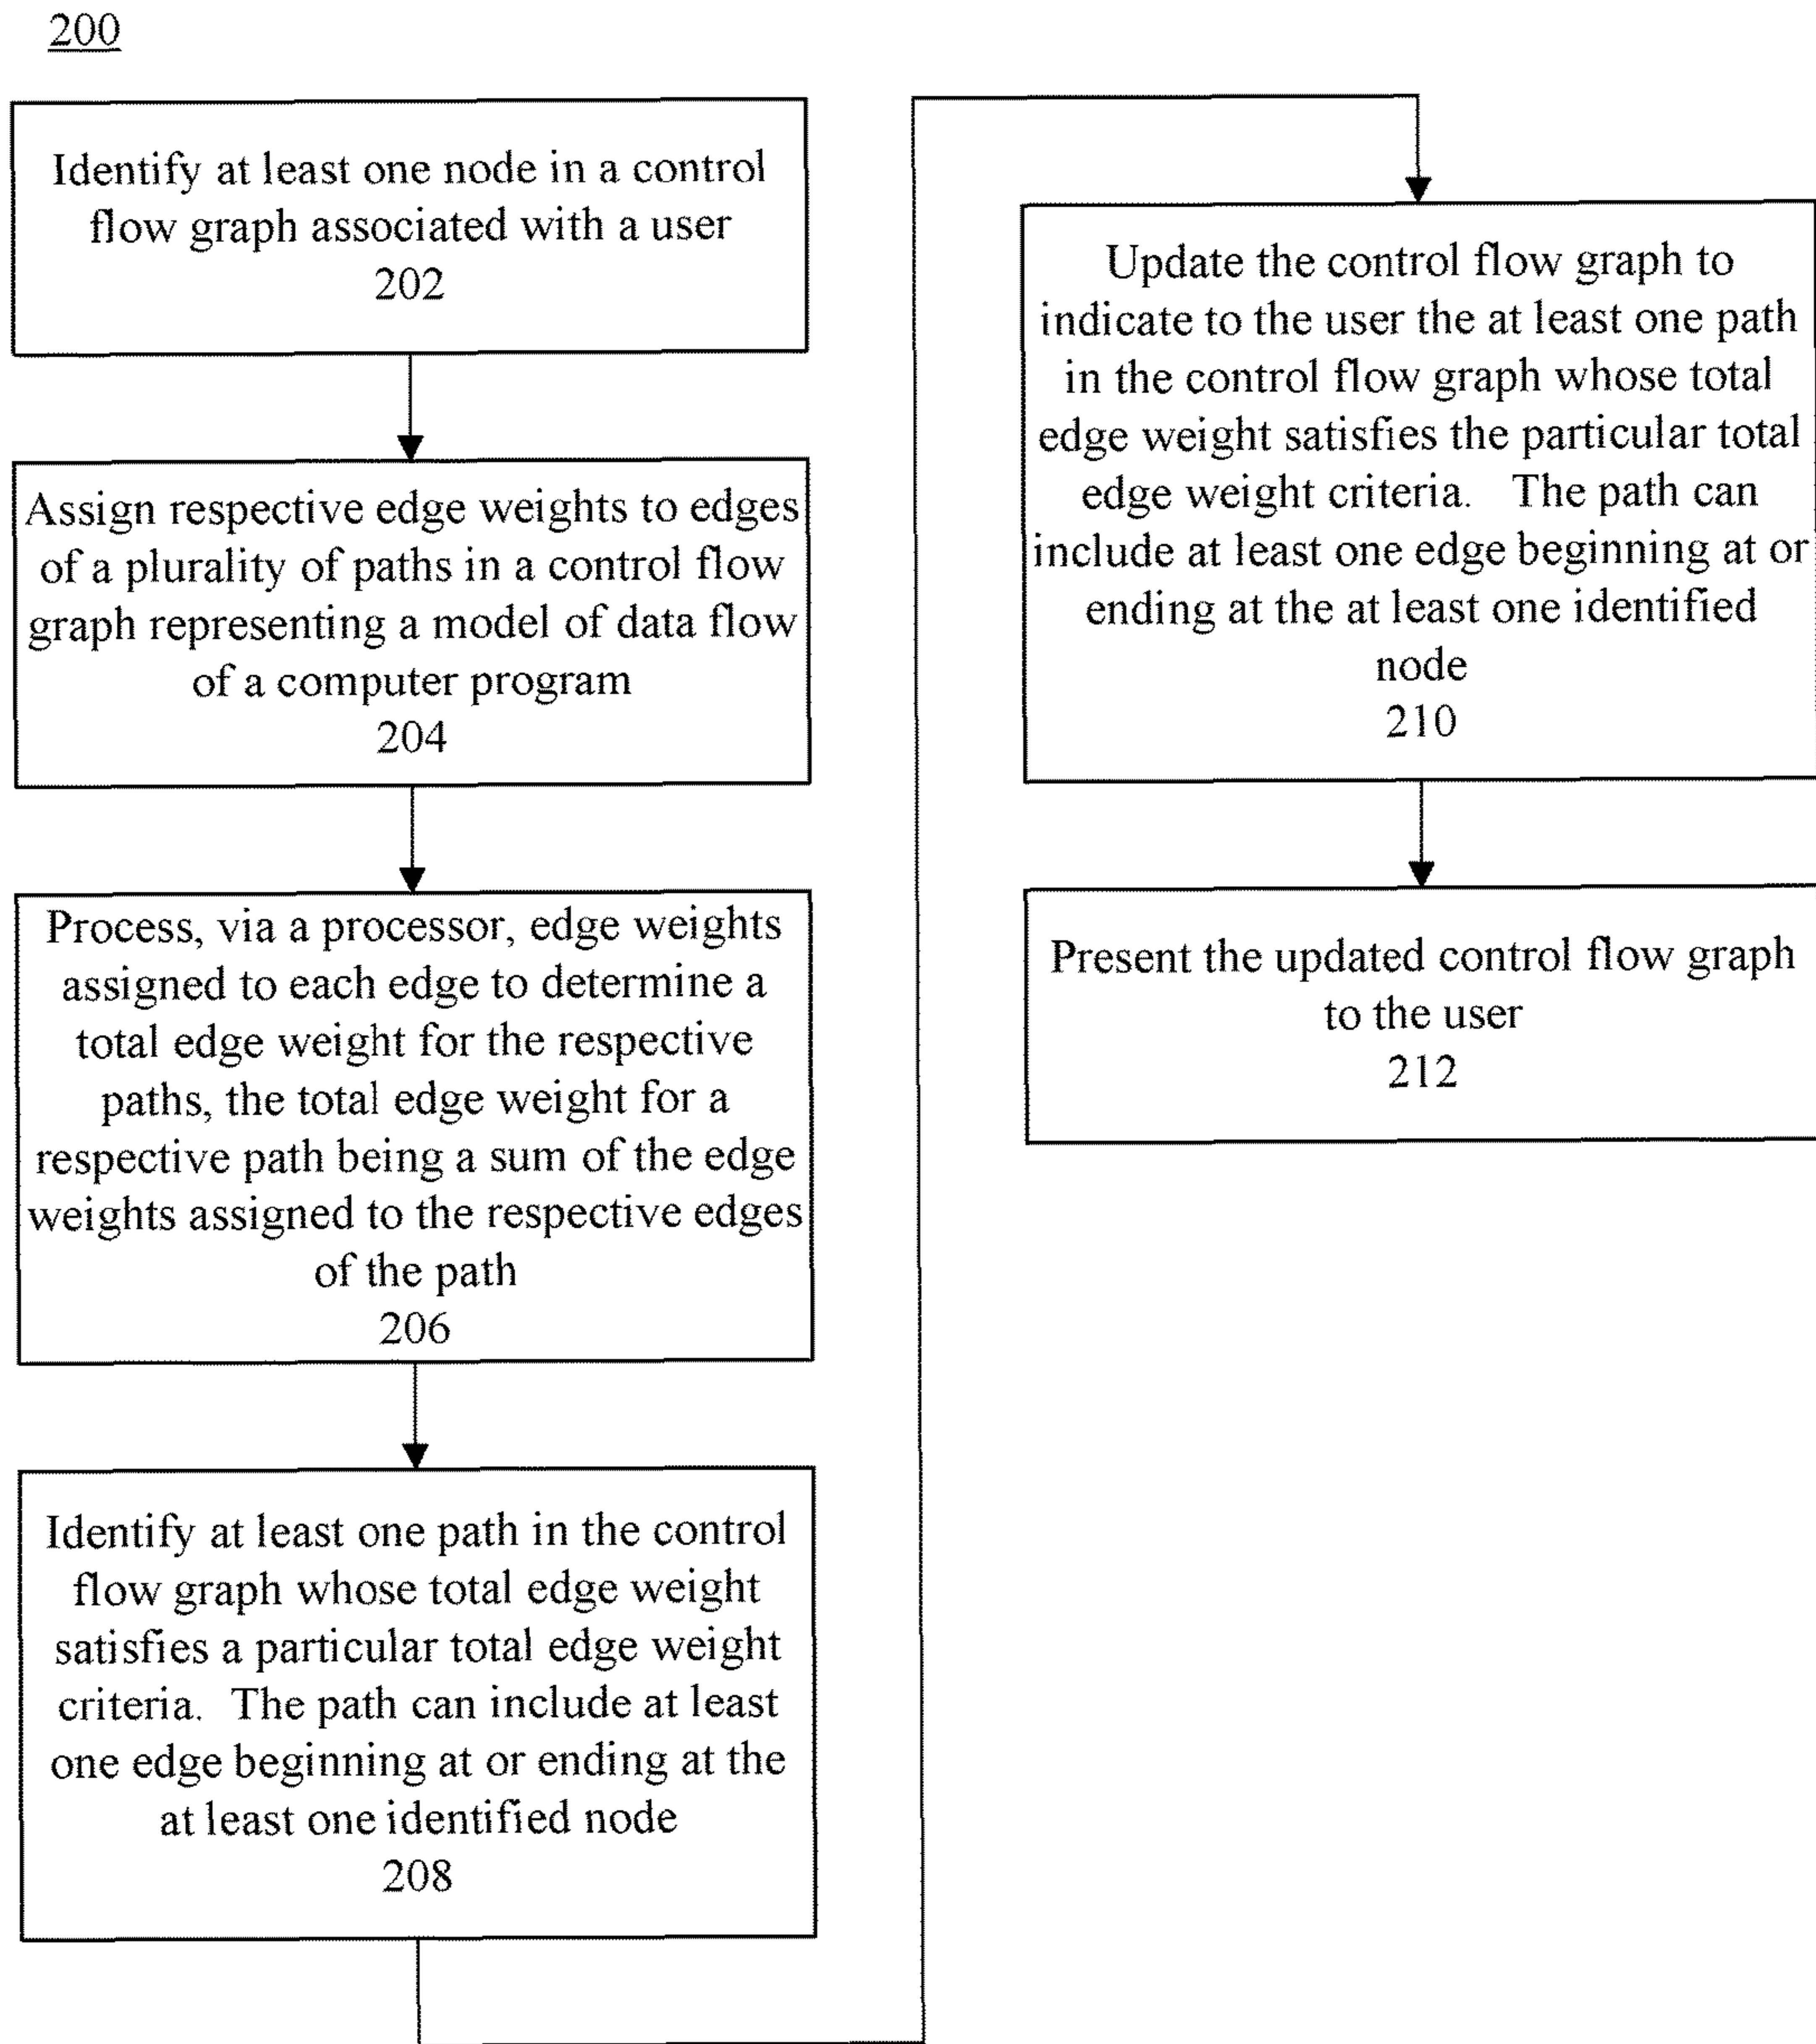 200
Identify at least one node in a control
flow graph associated with a user
202
Assign respective edge weights to edges
of a plurality of paths in a control flow
graph representing a model of data flow
of a computer program
204
Process, via a processor, edge weights
assigned to each edge to determine a
total edge weight for the respective
paths, the total edge weight for a
respective path being a sum of the edge
weights assigned to the respective edges
of the path
206
Identify at least one path in the control
flow graph whose total edge weight
satisfies a particular total edge weight
criteria. The path can include at least
one edge beginning at or ending at the
at least one identified node
208
Update the control flow graph to
indicate to the user the at least one path
in the control flow graph whose total
edge weight satisfies the particular total
edge weight criteria. The path can
include at least one edge beginning at or
ending at the at least one identified
node
210
Present the updated control flow graph
to the user
212